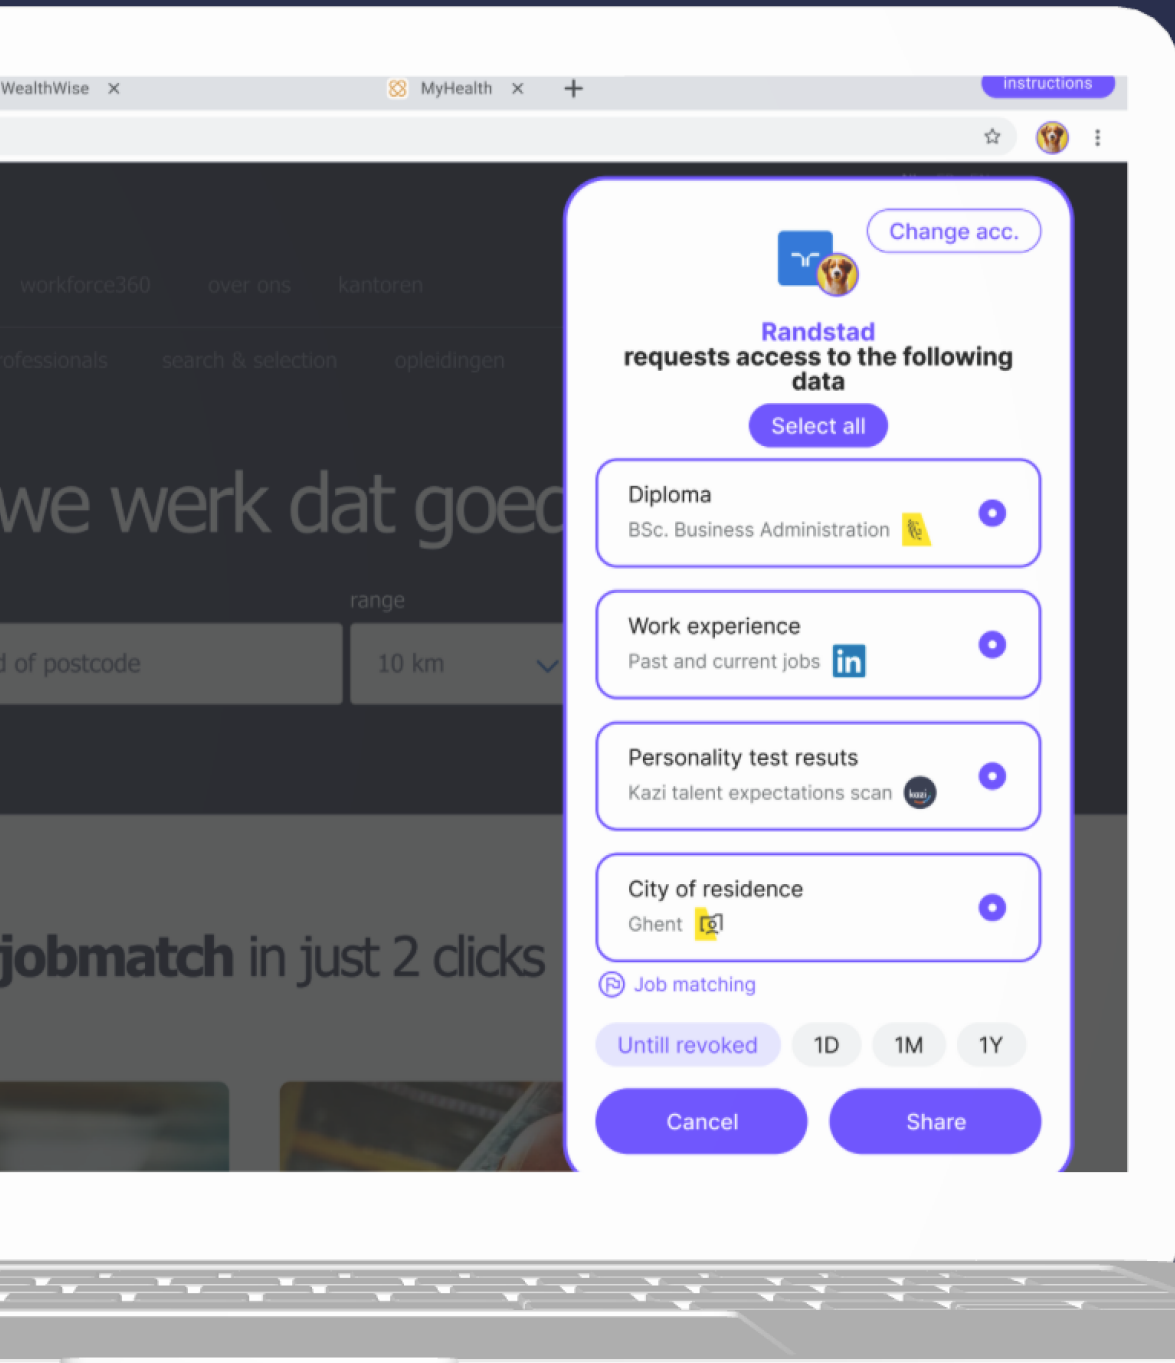 WealthWise
MyHealth
instructions
Change acc.
workforce360 over ons kantoren
Randstad
requests access to the following
data
rofessionals search & selection opleidingen
Select all
we werk dat goed
Diploma
BSc. Business Administration
range
d of postcode 10 km
Work experience
Past and current jobs in
Personality test resuts
Kazi talent expectations scan kazi
City of residence
Ghent
jobmatch in just 2 clicks
Job matching
Untill revoked 1D 1M 1Y
Cancel Share